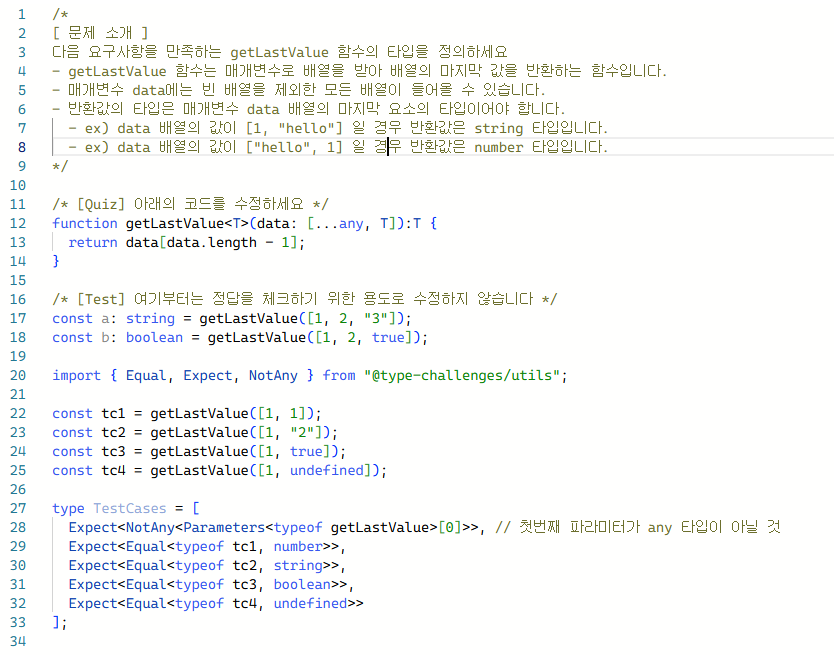 1 /*
2 [ 문제 소개 ]
3 다음 요구사항을 만족하는 getLastValue 함수의 타입을 정의하세요
4 - getLastValue 함수는 매개변수로 배열을 받아 배열의 마지막 값을 반환하는 함수입니다.
5 - 매개변수 data에는 빈 배열을 제외한 모든 배열이 들어올 수 있습니다.
6 - 반환값의 타입은 매개변수 data 배열의 마지막 요소의 타입이어야 합니다.
7   - ex) data 배열의 값이 [1, "hello"] 일 경우 반환값은 string 타입입니다.
8   - ex) data 배열의 값이 ["hello", 1] 일 경우 반환값은 number 타입입니다.
9 */
10
11 /* [Quiz] 아래의 코드를 수정하세요 */
12 function getLastValue<T>(data: [...any, T]):T {
13   return data[data.length - 1];
14 }
15
16 /* [Test] 여기부터는 정답을 체크하기 위한 용도로 수정하지 않습니다 */
17 const a: string = getLastValue([1, 2, "3"]);
18 const b: boolean = getLastValue([1, 2, true]);
19
20 import { Equal, Expect, NotAny } from "@type-challenges/utils";
21
22 const tc1 = getLastValue([1, 1]);
23 const tc2 = getLastValue([1, "2"]);
24 const tc3 = getLastValue([1, true]);
25 const tc4 = getLastValue([1, undefined]);
26
27 type TestCases = [
28   Expect<NotAny<Parameters<typeof getLastValue>[0]>>, // 첫번째 파라미터가 any 타입이 아닐 것
29   Expect<Equal<typeof tc1, number>>,
30   Expect<Equal<typeof tc2, string>>,
31   Expect<Equal<typeof tc3, boolean>>,
32   Expect<Equal<typeof tc4, undefined>>
33 ];
34